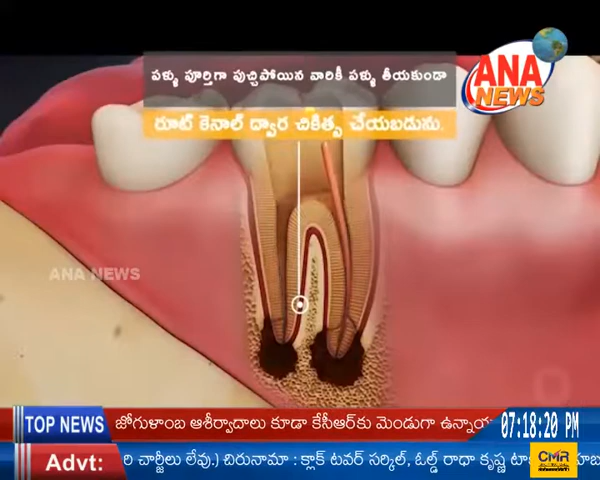 పళ్ళు పూర్తిగా పుచ్చిపోయిన వారికీ పళ్ళు తీయకుండా
రూట్ కెనాల్ ద్వార చికిత్స చేయబడును.
ANA
NEWS
ANA NEWS
TOP NEWS
జోగుళాంబ ఆశీర్వాదాలు కూడా కేసీఆర్‌కు మెండుగా ఉన్నాయ
07:18:20 PM
Advt:
రి చార్జీలు లేవు.) చిరునామా : క్లాక్ టవర్ సర్కిల్, ఓల్డ్ రాధా కృష్ణ
CMR